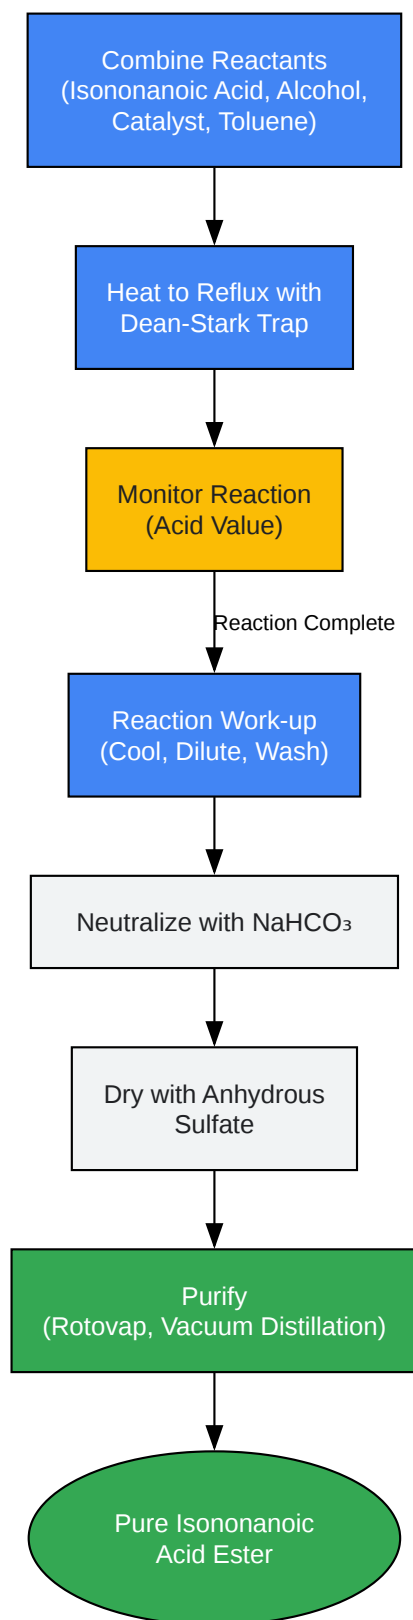 Combine Reactants
(Isononanoic Acid, Alcohol,
Catalyst, Toluene)
Heat to Reflux with
Dean-Stark Trap
Monitor Reaction
(Acid Value)
Reaction Complete
Reaction Work-up
(Cool, Dilute, Wash)
Neutralize with NaHCO₃
Dry with Anhydrous
Sulfate
Purify
(Rotovap, Vacuum Distillation)
Pure Isononanoic
Acid Ester